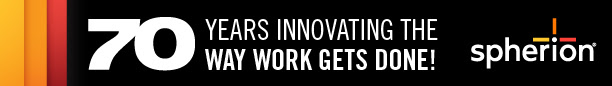 70 YEARS INNOVATING THE
WAY WORK GETS DONE!
spherion®